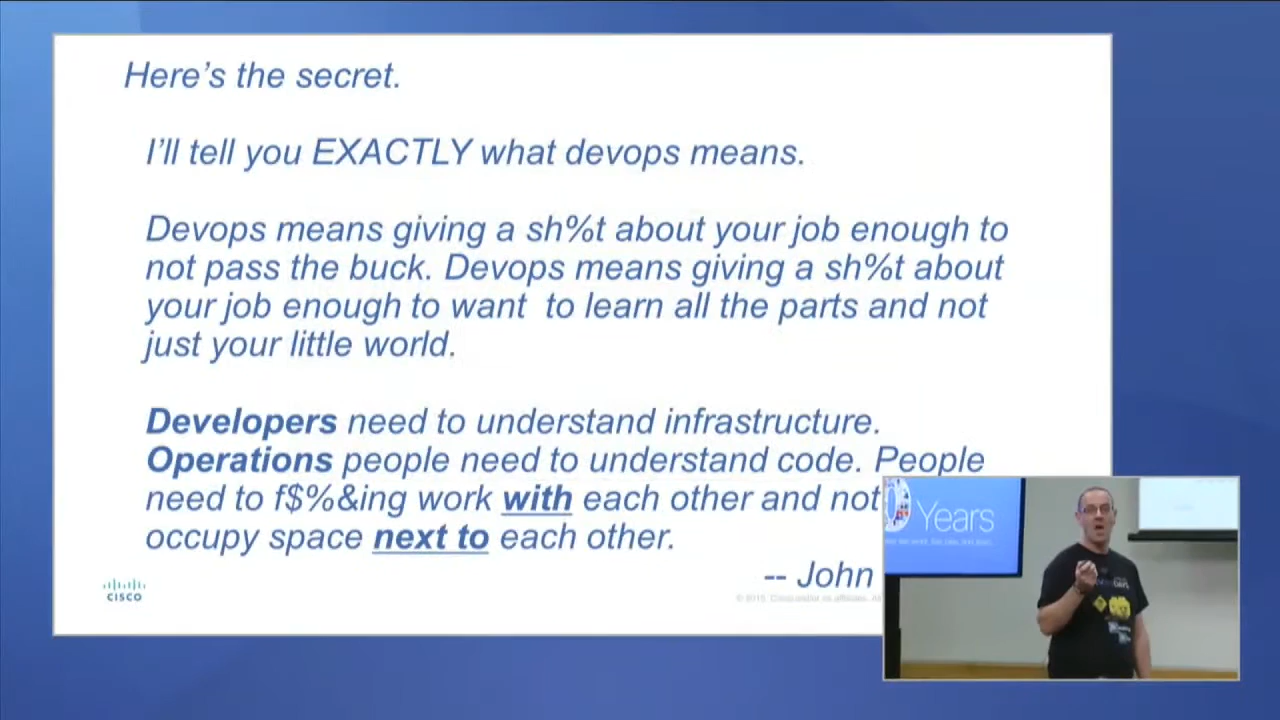 Here's the secret.
I'll tell you EXACTLY what devops means.
Devops means giving a sh%t about your job enough to
not pass the buck. Devops means giving a sh%t about
your job enough to want  to learn all the parts and not
just your little world.
Developers need to understand infrastructure.
Operations people need to understand code. People
need to f$%&ing work with each other and not
occupy space next to each other.
-- John
CISCO
Years